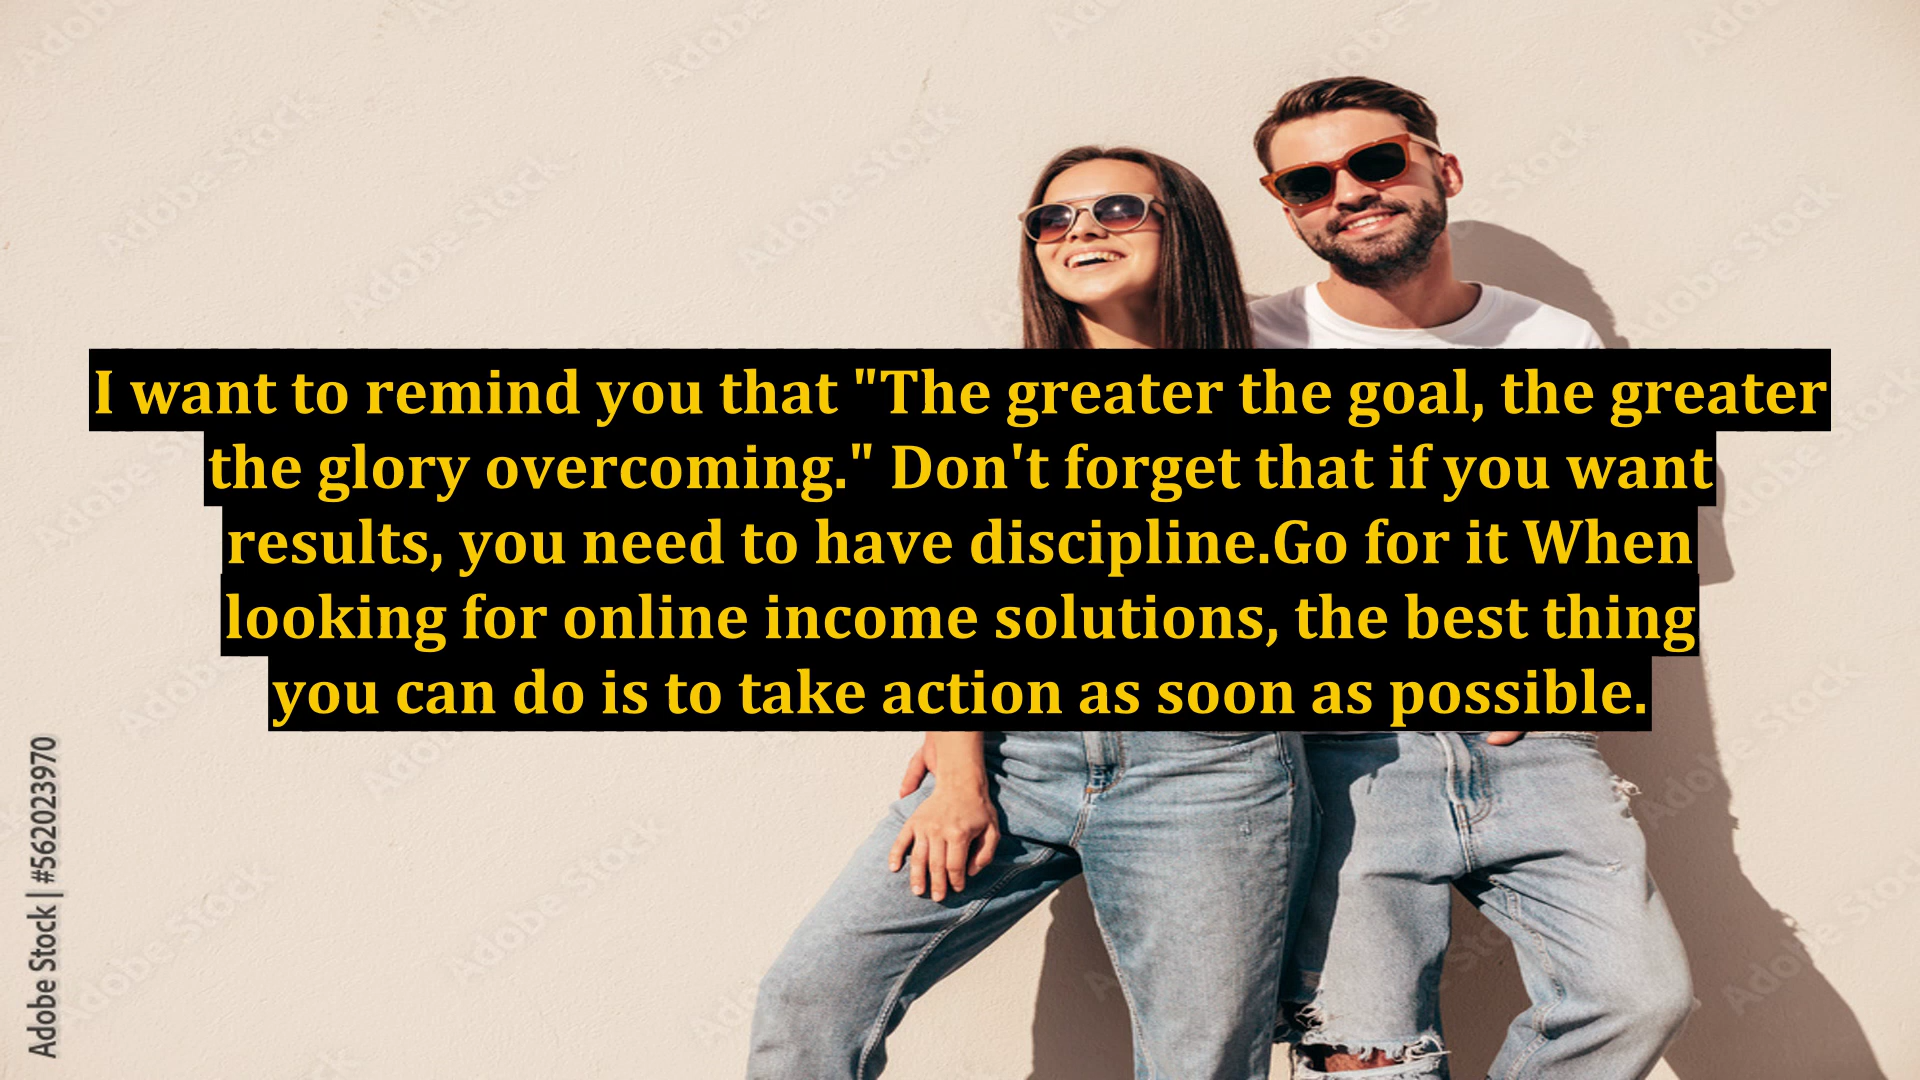 I want to remind you that "The greater the goal, the greater
the glory overcoming." Don't forget that if you want
results, you need to have discipline.Go for it When
looking for online income solutions, the best thing
you can do is to take action as soon as possible.
Adobe Stock | #562023970
Adobe Stock